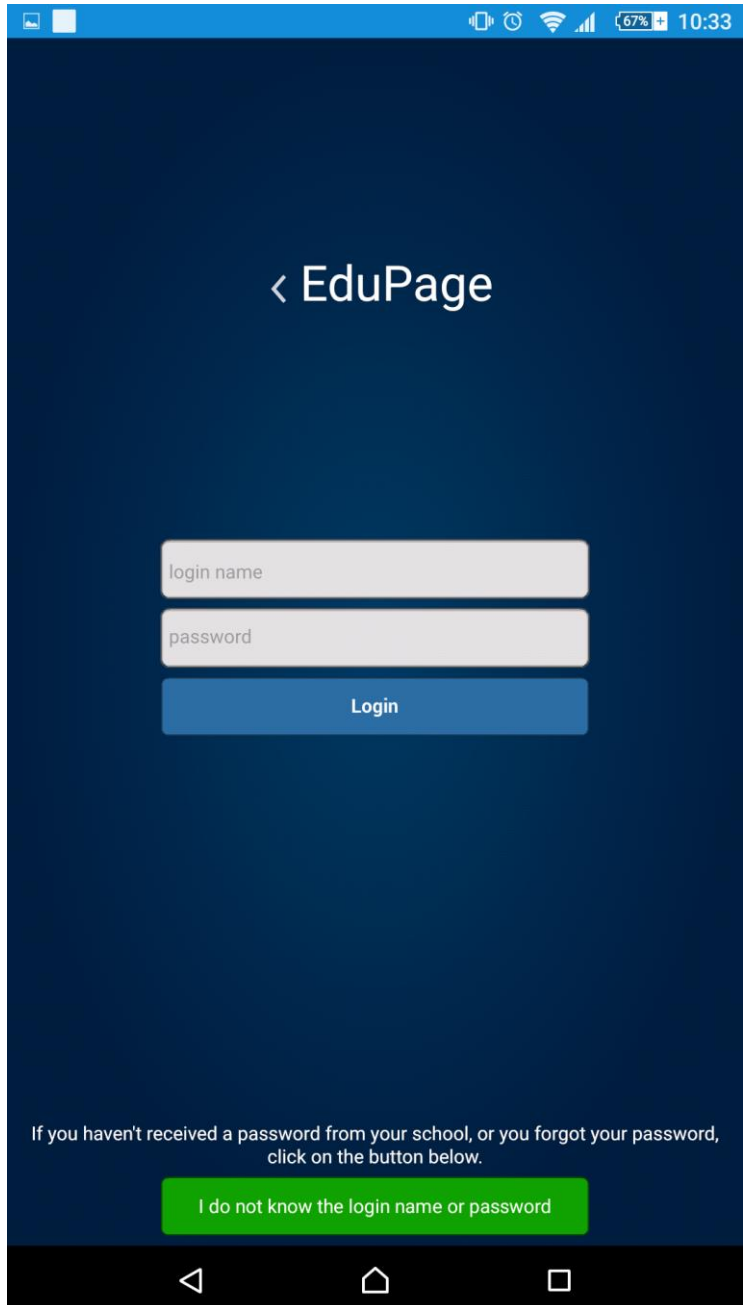 67% 10:33
EduPage
login name
password
Login
If you haven't received a password from your school, or you forgot your password,
click on the button below.
I do not know the login name or password